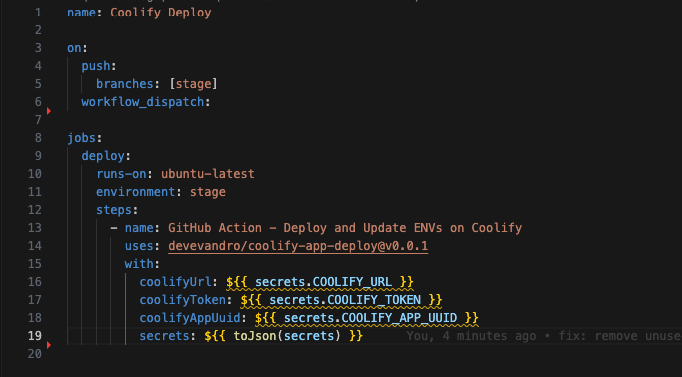 1 name: Coolify Deploy
2
3 on:
4 push:
5 branches: [stage]
6 workflow_dispatch:
7
8 jobs:
9 deploy:
10 runs-on: ubuntu-latest
11 environment: stage
12 steps:
13 - name: GitHub Action - Deploy and Update ENVs on Coolify
14 uses: devevandro/coolify-app-deploy@v0.0.1
15 with:
16 coolifyUrl: ${{ secrets.COOLIFY_URL }}
17 coolifyToken: ${{ secrets.COOLIFY_TOKEN }}
18 coolifyAppUuid: ${{ secrets.COOLIFY_APP_UUID }}
19 secrets: ${{ toJson(secrets) }} You, 4 minutes ago • fix: remove unuse
20